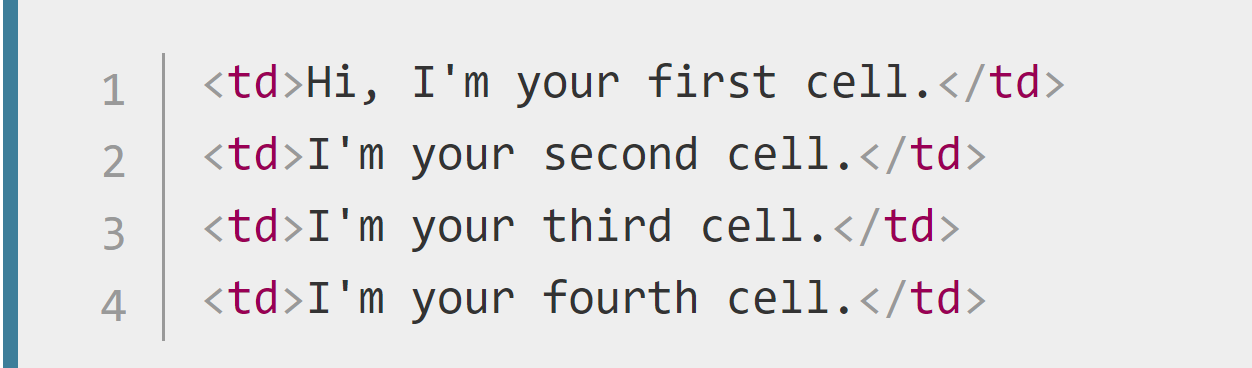 1 <td>Hi, I'm your first cell.</td>
2 <td>I'm your second cell.</td>
3 <td>I'm your third cell.</td>
4 <td>I'm your fourth cell.</td>